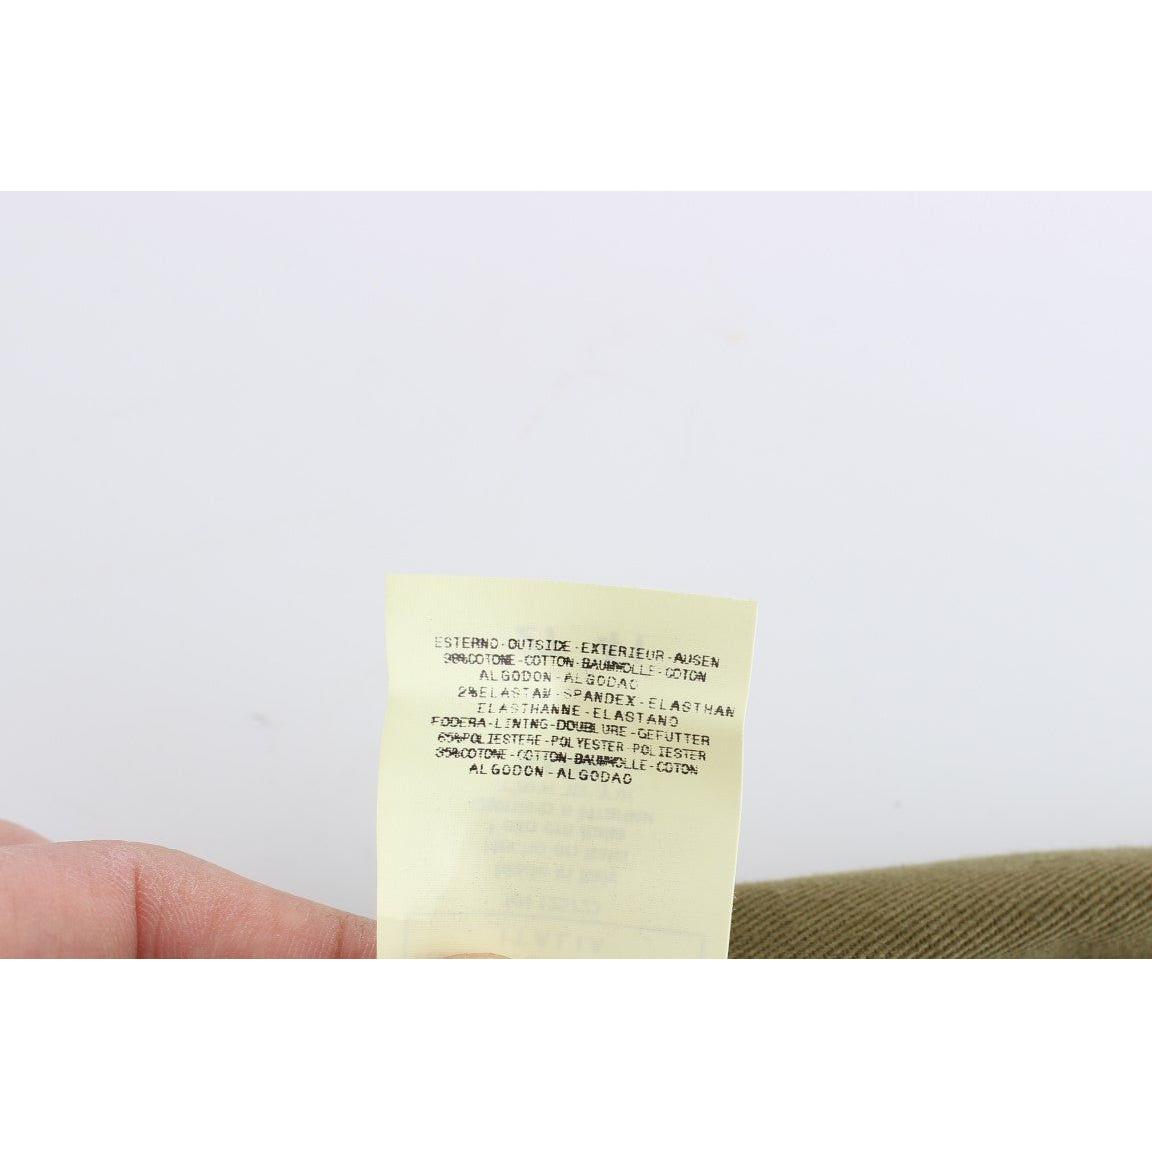 ESTERNO-OUTSIDE-EXTERIEUR-AUSEN
98%COTONE-COTTON-BAUMWOLLE-COTON
ALGODON-ALGODAO
2%ELASTAN-SPANDEX-ELASTHAN
ELASTHANNE-ELASTANO
FODERA-LINING-DOUBLURE-GEFUTTER
65%POLIESTERE-POLYESTER-POLIESTER
35%COTONE-COTTON-BAUMWOLLE-COTON
ALGODON-ALGODAO